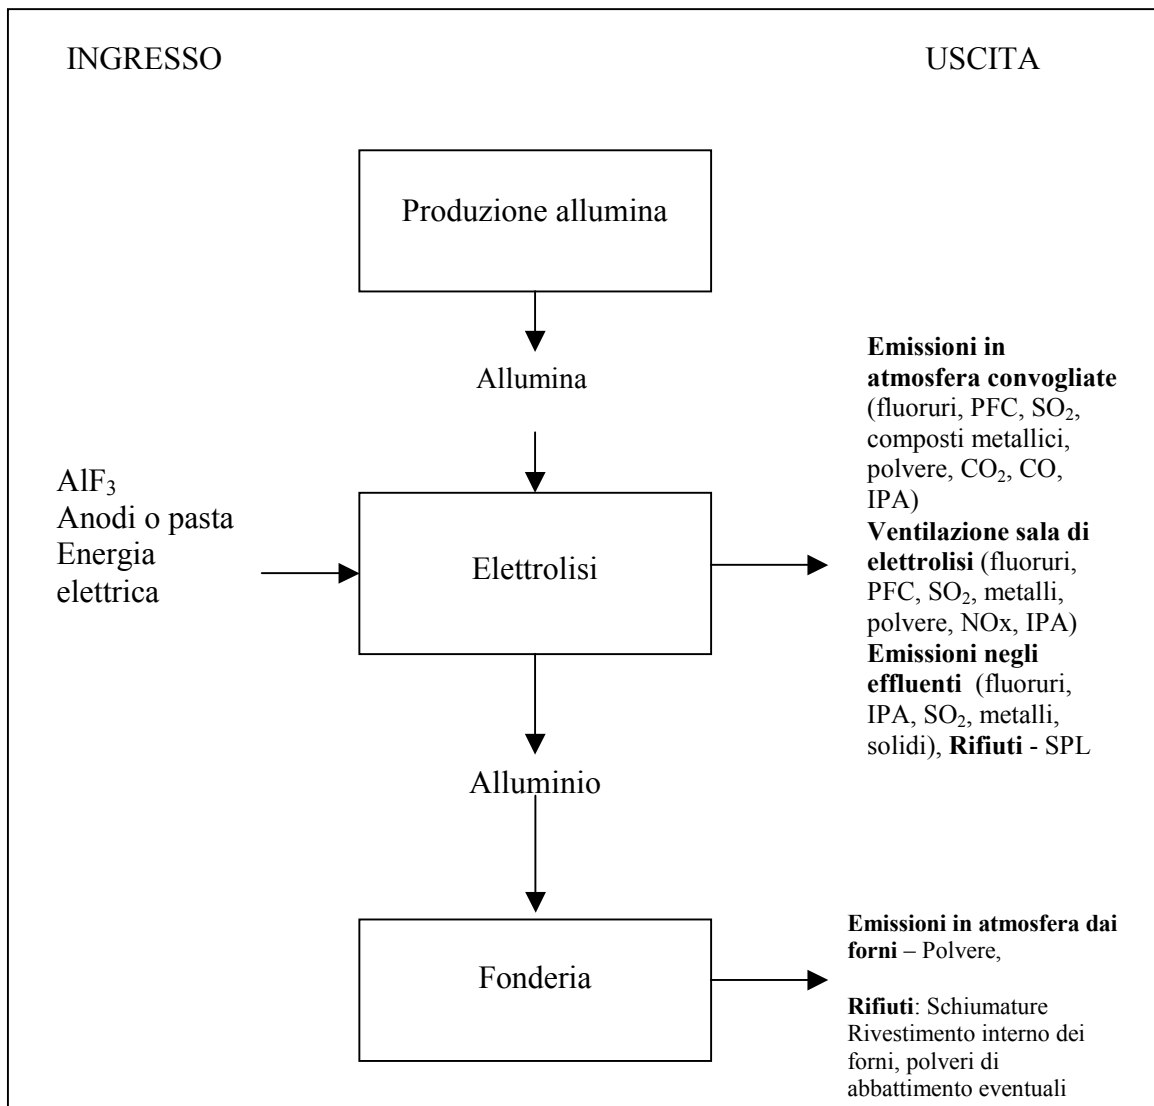 INGRESSO
USCITA
Produzione allumina
Allumina
AlF₃
Anodi o pasta
Energia
elettrica
Elettrolisi
Emissioni in
atmosfera convogliate
(fluoruri, PFC, SO₂,
composti metallici,
polvere, CO₂, CO,
IPA)
Ventilazione sala di
elettrolisi (fluoruri,
PFC, SO₂, metalli,
polvere, NOx, IPA)
Emissioni negli
effluenti (fluoruri,
IPA, SO₂, metalli,
solidi), Rifiuti - SPL
Alluminio
Fonderia
Emissioni in atmosfera dai
forni – Polvere,
Rifiuti: Schiumature
Rivestimento interno dei
forni, polveri di
abbattimento eventuali